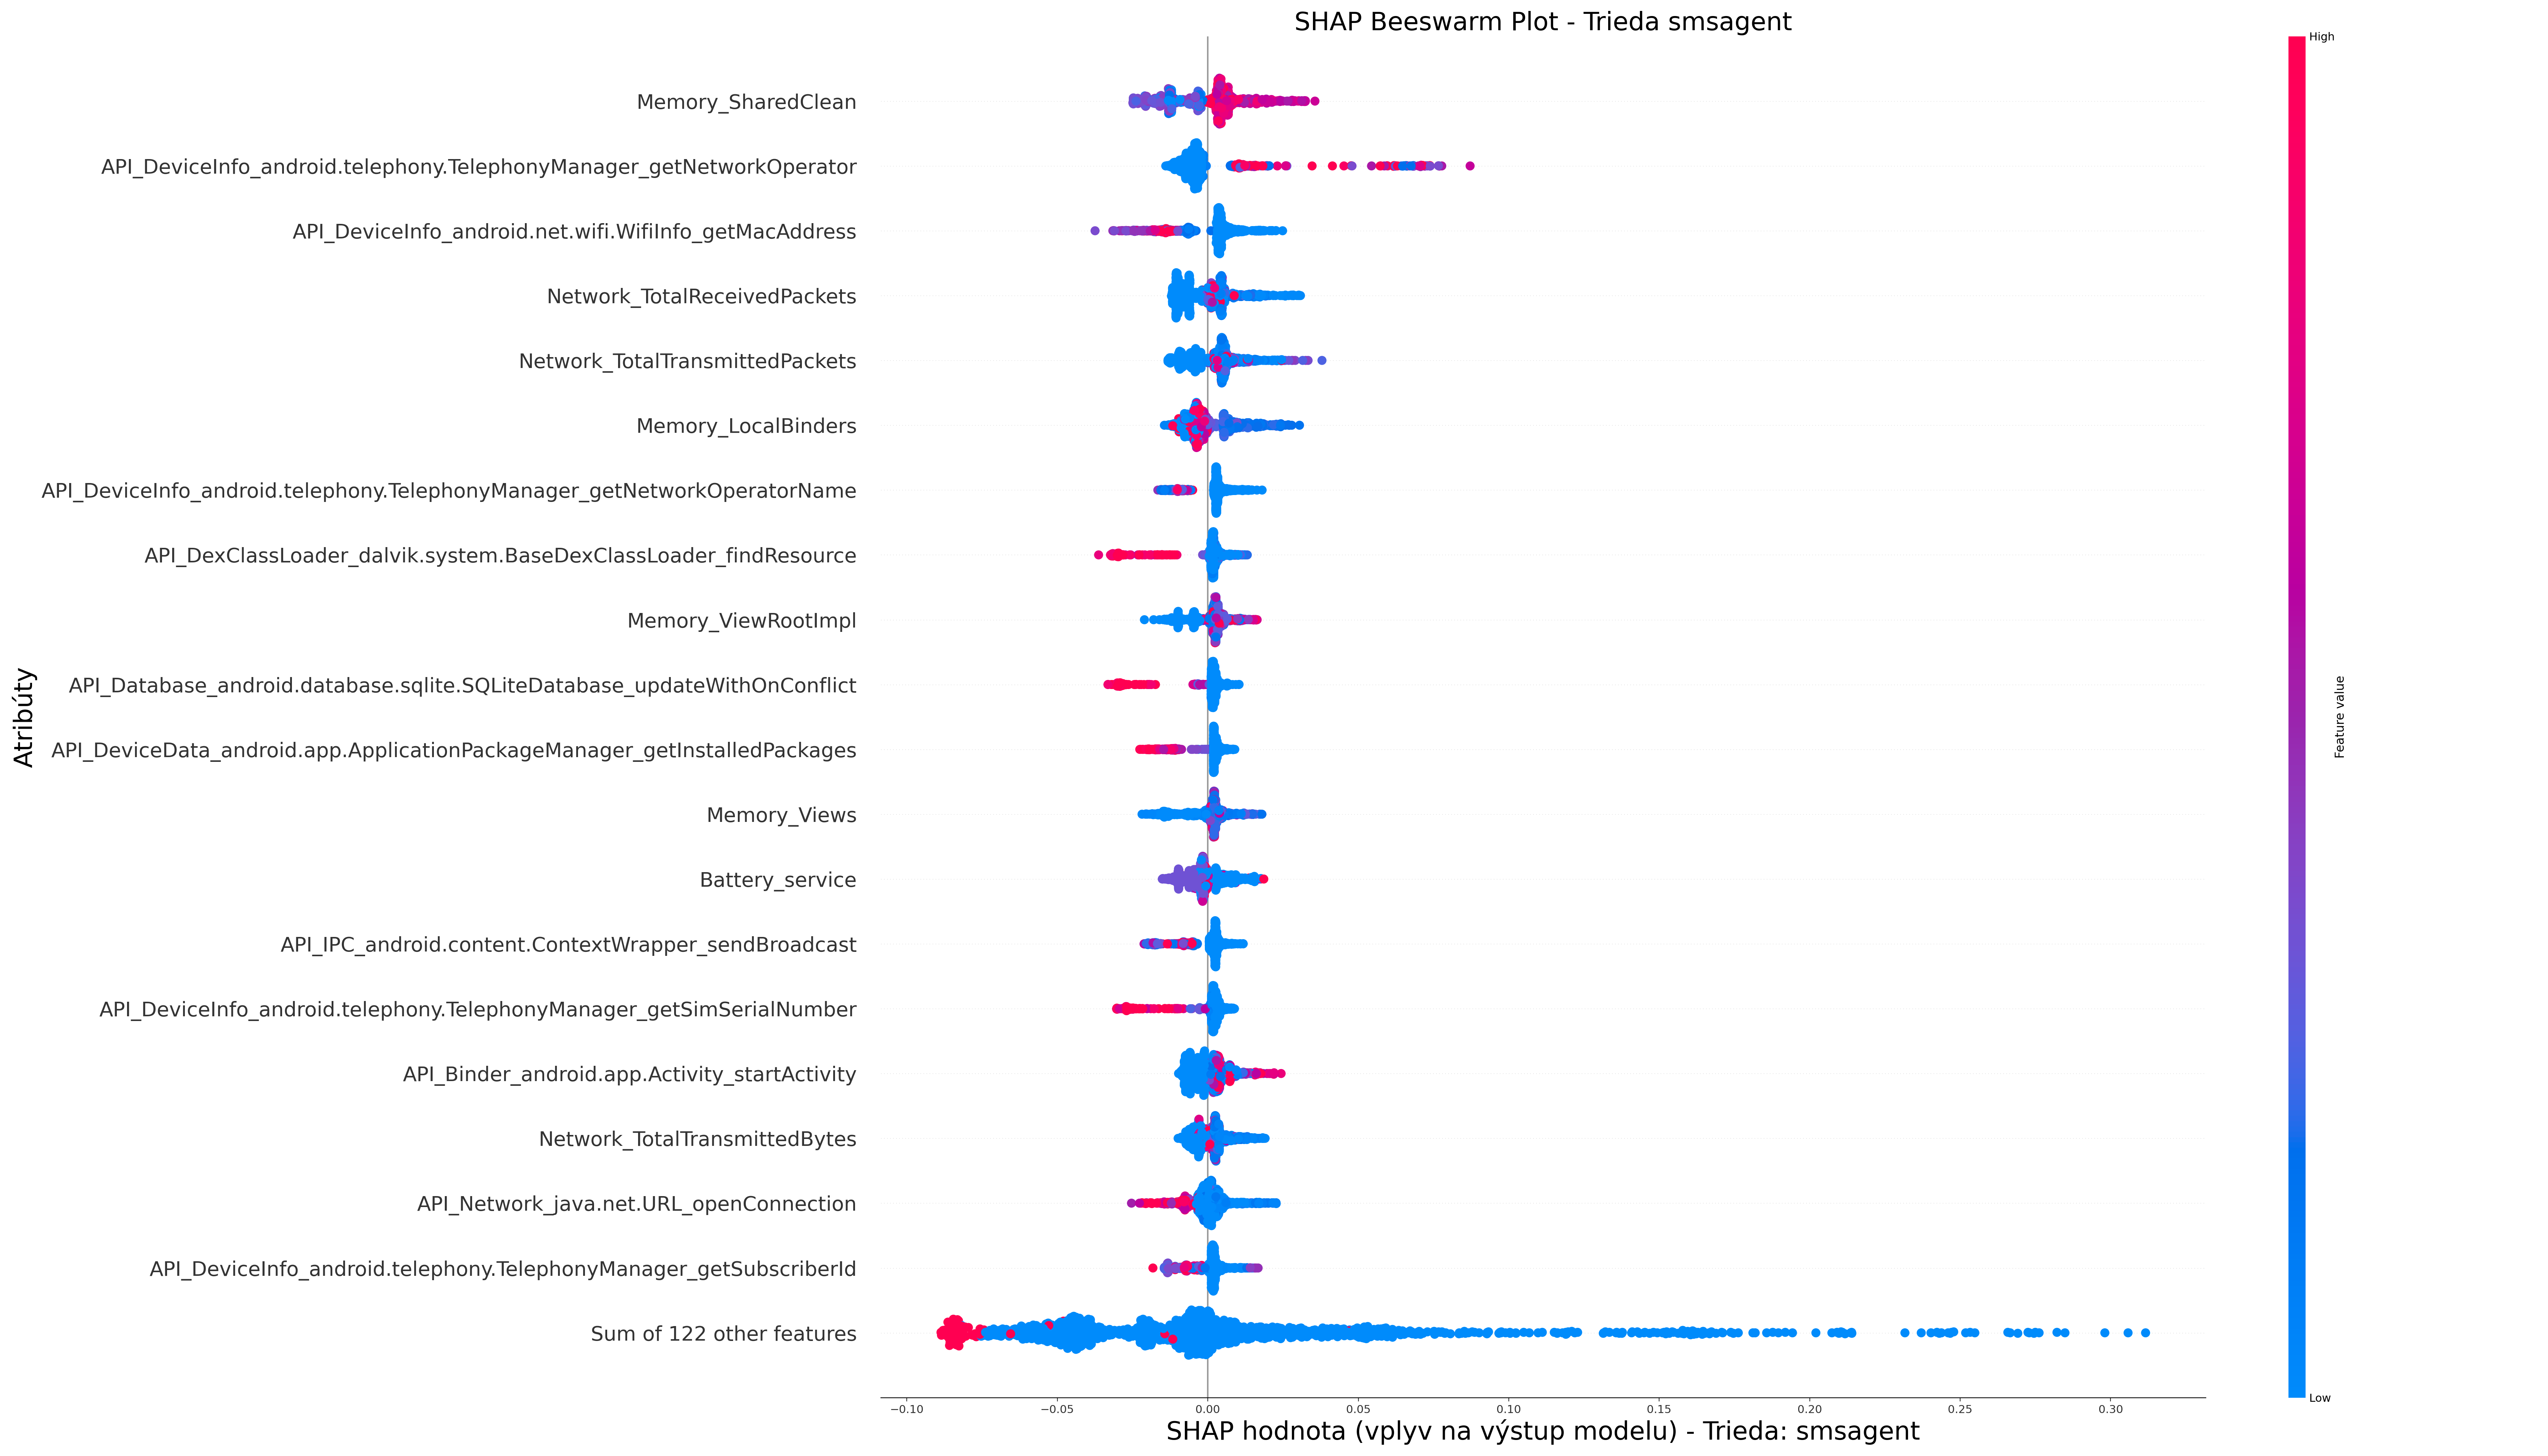 SHAP Beeswarm Plot - Trieda smsagent
High
Memory_SharedClean
API_DeviceInfo_android.telephony.TelephonyManager_getNetworkOperator
API_DeviceInfo_android.net.wifi.WifiInfo_getMacAddress
Network_TotalReceivedPackets
Network_TotalTransmittedPackets
Memory_LocalBinders
API_DeviceInfo_android.telephony.TelephonyManager_getNetworkOperatorName
API_DexClassLoader_dalvik.system.BaseDexClassLoader_findResource
Memory_ViewRootImpl
API_Database_android.database.sqlite.SQLiteDatabase_updateWithOnConflict
API_DeviceData_android.app.ApplicationPackageManager_getInstalledPackages
Memory_Views
Battery_service
API_IPC_android.content.ContextWrapper_sendBroadcast
API_DeviceInfo_android.telephony.TelephonyManager_getSimSerialNumber
API_Binder_android.app.Activity_startActivity
Network_TotalTransmittedBytes
API_Network_java.net.URL_openConnection
API_DeviceInfo_android.telephony.TelephonyManager_getSubscriberId
Sum of 122 other features
Atribúty
Feature value
Low
−0.10 −0.05 0.00 0.05 0.10 0.15 0.20 0.25 0.30
SHAP hodnota (vplyv na výstup modelu) - Trieda: smsagent